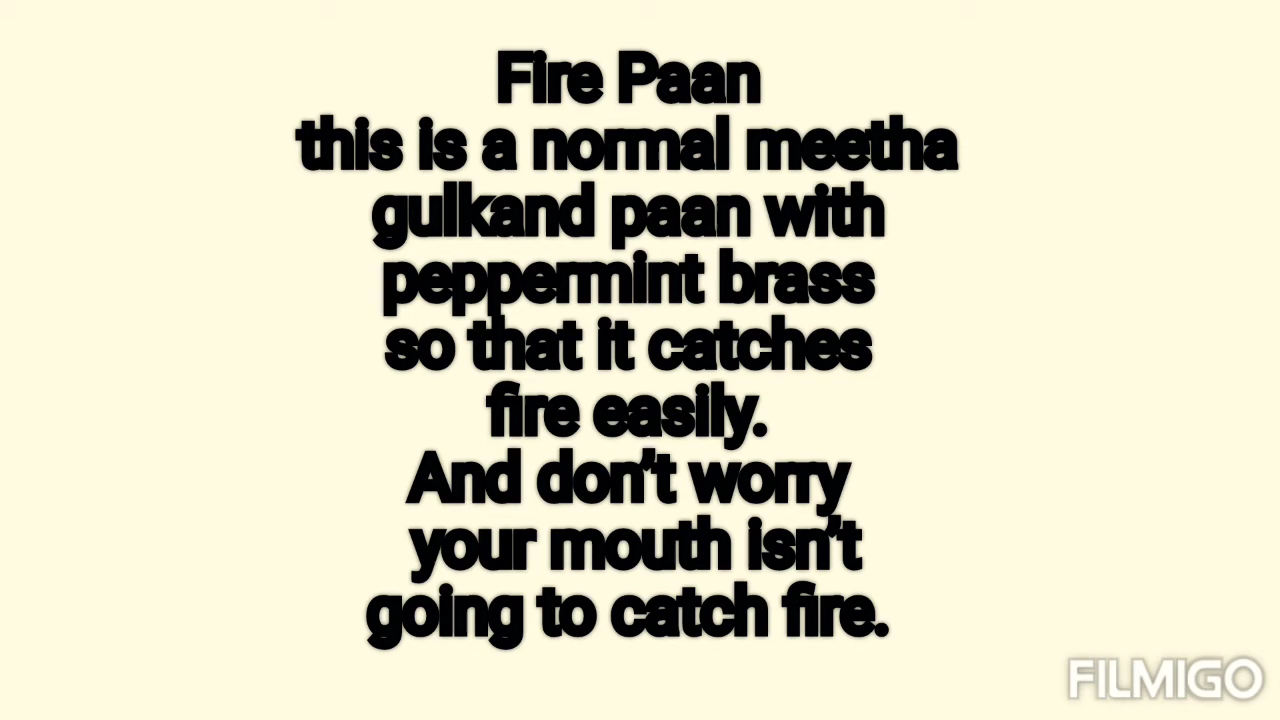 Fire Paan
this is a normal meetha
gulkand paan with
peppermint brass
so that it catches
fire easily.
And don't worry
your mouth isn't
going to catch fire.
FILMIGO